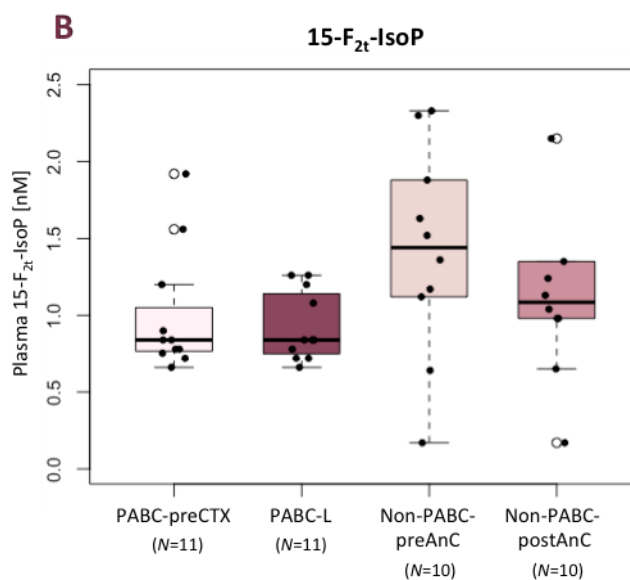 B
15-F2t-IsoP
Plasma 15-F2t-IsoP [nM]
2.5
2.0
1.5
1.0
0.5
0.0
PABC-preCTX
(N=11)
PABC-L
(N=11)
Non-PABC-
preAnC
(N=10)
Non-PABC-
postAnC
(N=10)